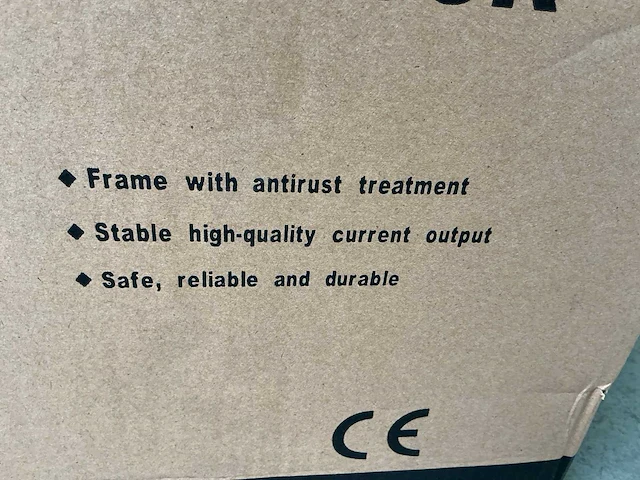 ◆ Frame with antirust treatment
◆ Stable high-quality current output
◆ Safe, reliable and durable
CE